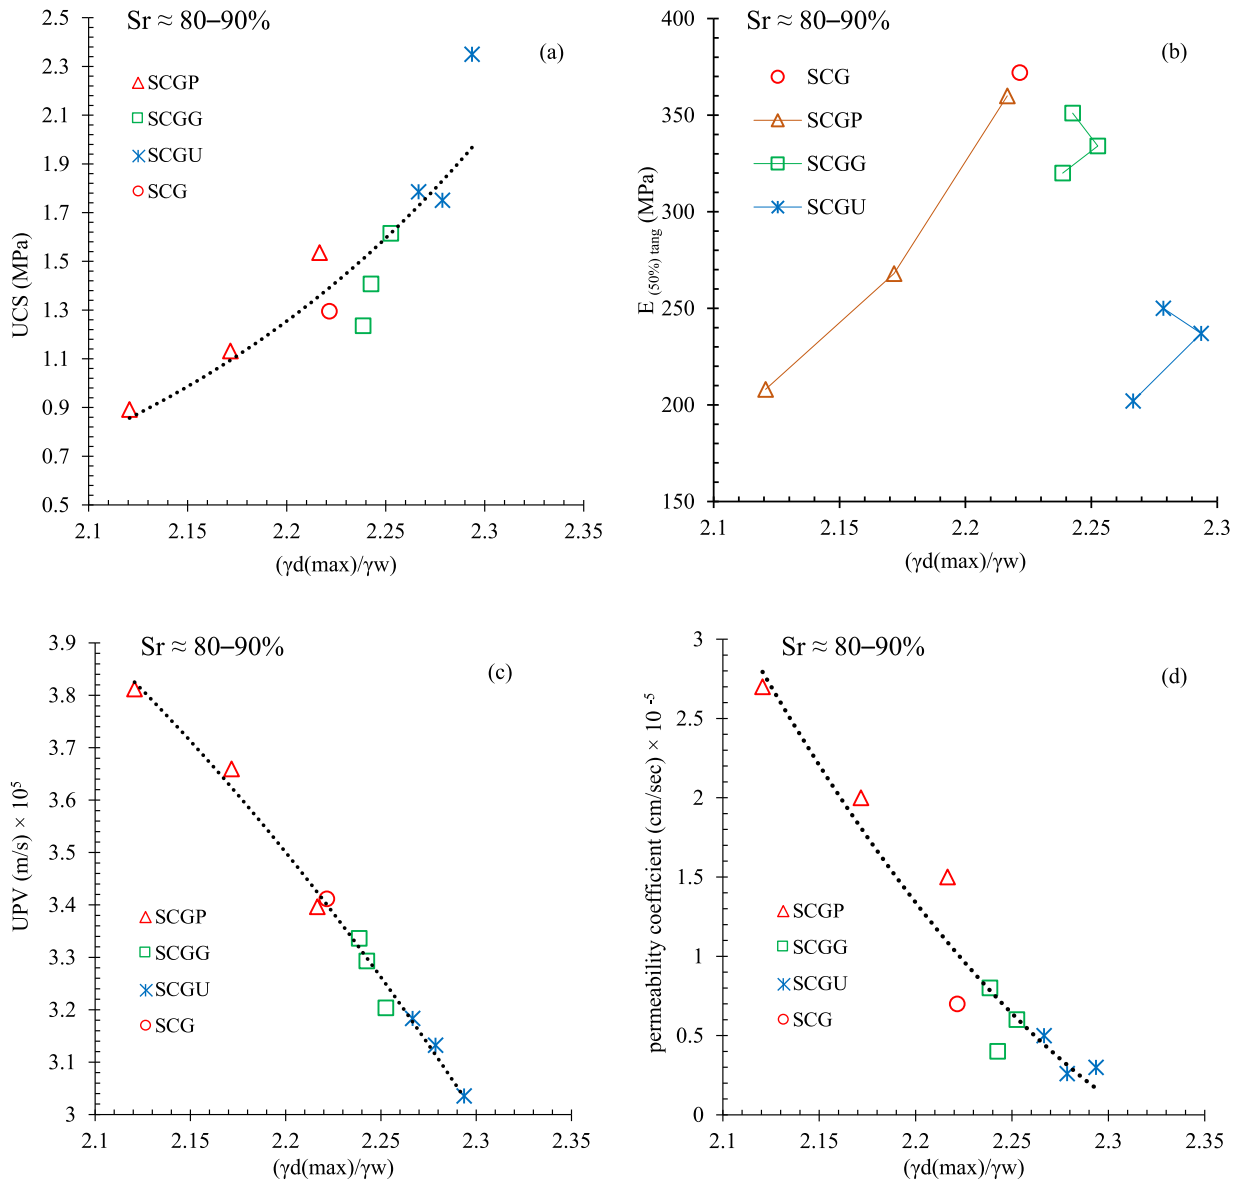 Sr ≈ 80–90%
(a)
SCGP
SCGG
SCGU
SCG
UCS (MPa)
2.5
2.3
2.1
1.9
1.7
1.5
1.3
1.1
0.9
0.7
0.5
2.1
2.15
2.2
2.25
2.3
2.35
(γd(max)/γw)
Sr ≈ 80–90%
(b)
SCG
SCGP
SCGG
SCGU
E (50%) tang (MPa)
400
350
300
250
200
150
2.1
2.15
2.2
2.25
2.3
(γd(max)/γw)
Sr ≈ 80–90%
(c)
SCGP
SCGG
SCGU
SCG
UPV (m/s) × 10⁵
3.9
3.8
3.7
3.6
3.5
3.4
3.3
3.2
3.1
3
2.1
2.15
2.2
2.25
2.3
2.35
(γd(max)/γw)
Sr ≈ 80–90%
(d)
SCGP
SCGG
SCGU
SCG
permeability coefficient (cm/sec) × 10 ⁻⁵
3
2.5
2
1.5
1
0.5
0
2.1
2.15
2.2
2.25
2.3
2.35
(γd(max)/γw)